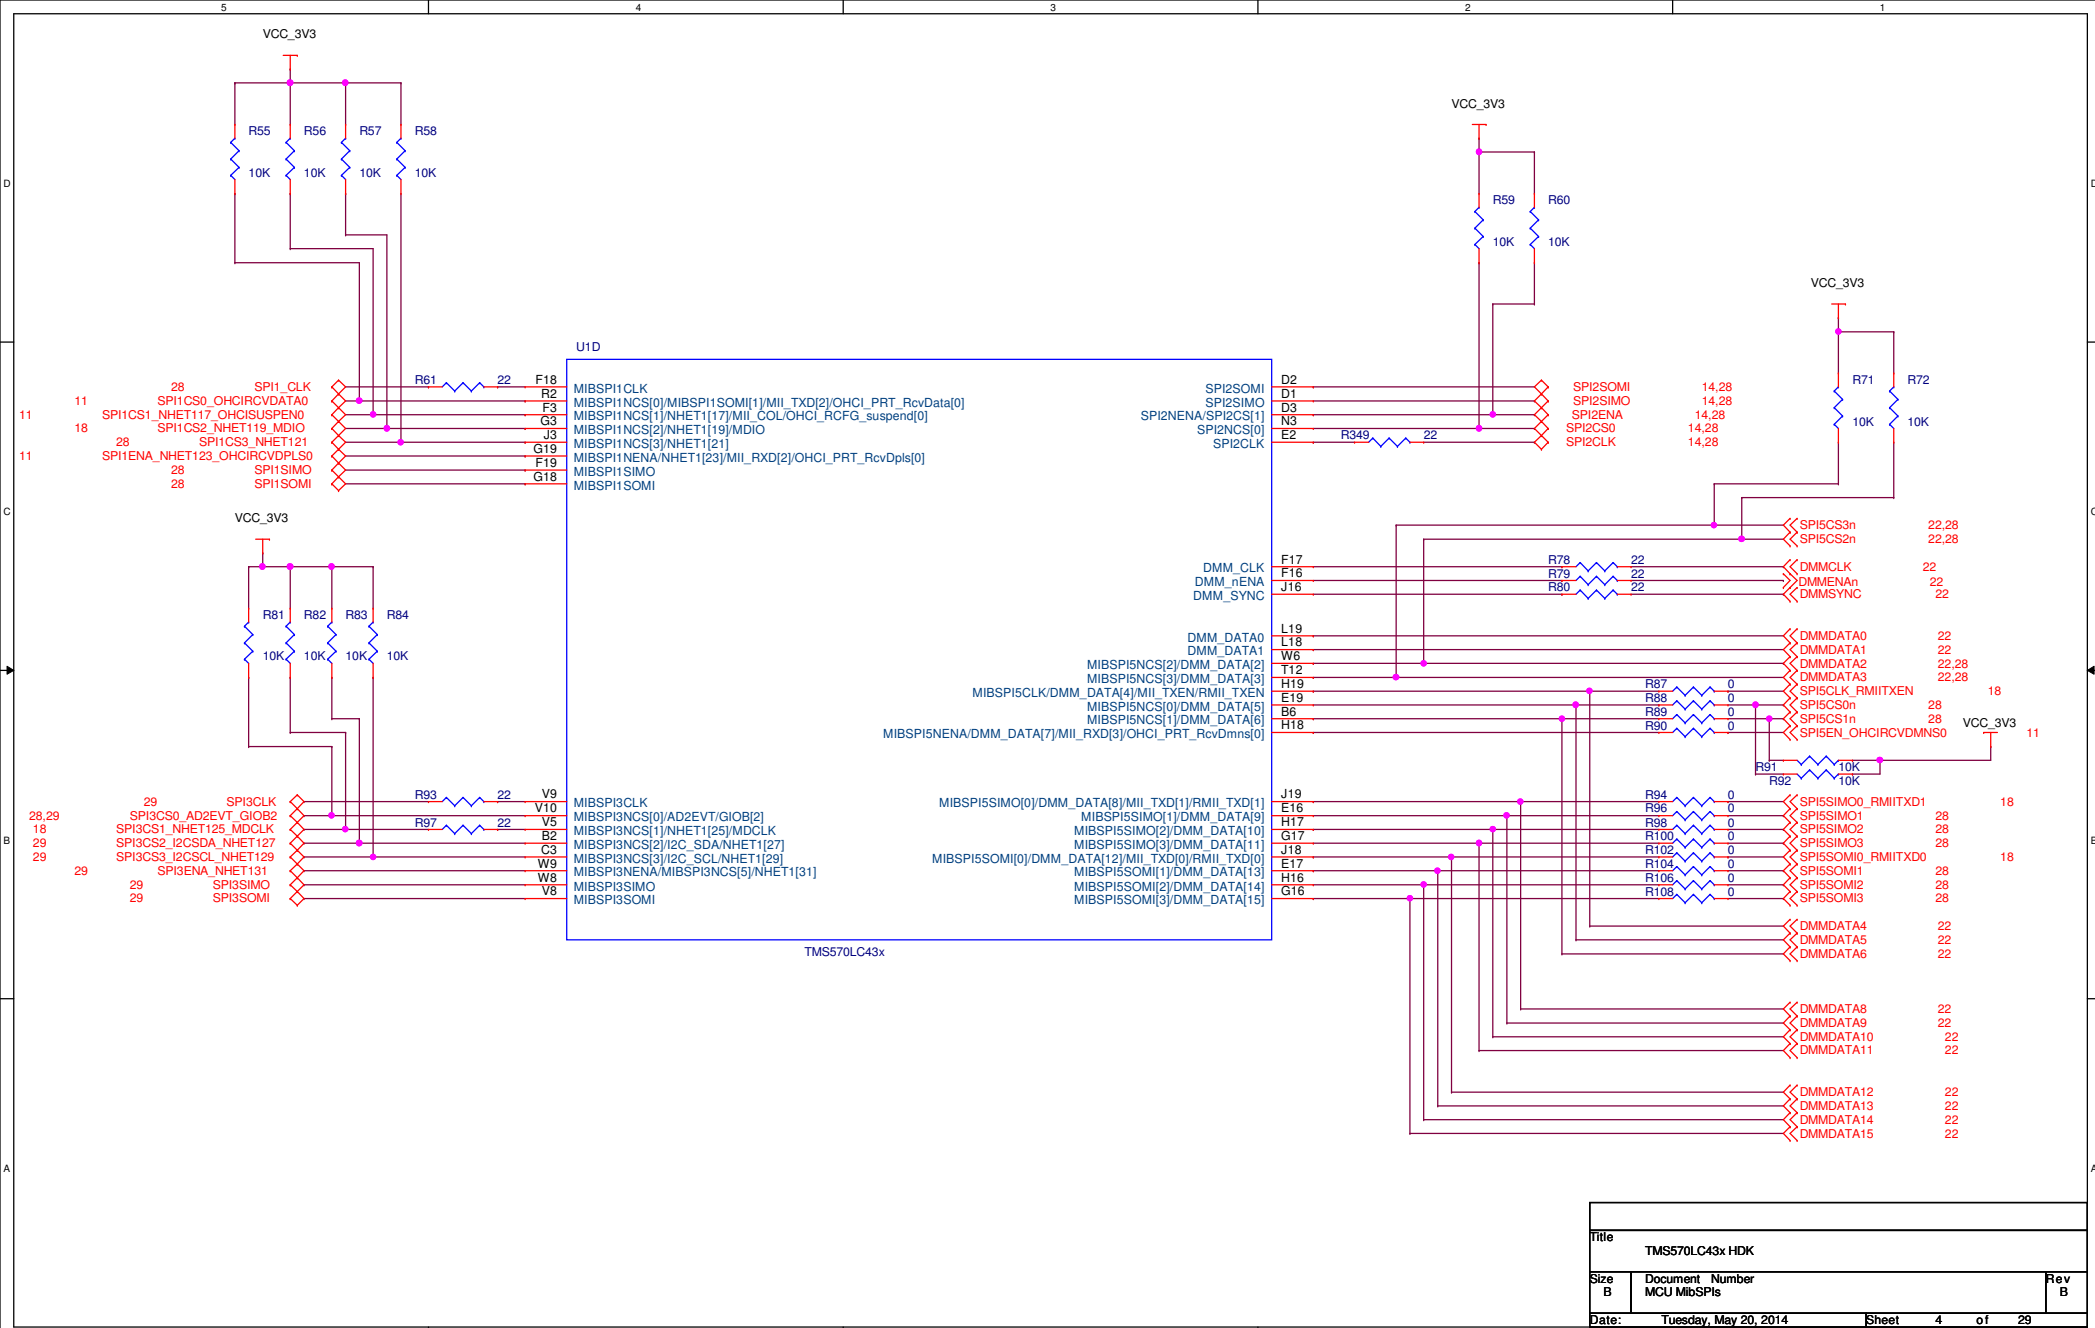 5 4 3 2 1
VCC_3V3
R55 R56 R57 R58
10K 10K 10K 10K
VCC_3V3
R59 R60
10K 10K
D D
VCC_3V3
R71 R72
10K 10K
U1D
28 SPI1_CLK R61 22 F18 MIBSPI1CLK
11 SPI1CS0_OHCIRCVDATA0 R2 MIBSPI1NCS[0]/MIBSPI1SOMI[1]/MII_TXD[2]/OHCI_PRT_RcvData[0]
11 SPI1CS1_NHET117_OHCISUSPEN0 F3 MIBSPI1NCS[1]/NHET1[17]/MII_COL/OHCI_RCFG_suspend[0]
18 SPI1CS2_NHET119_MDIO G3 MIBSPI1NCS[2]/NHET1[19]/MDIO
28 SPI1CS3_NHET121 J3 MIBSPI1NCS[3]/NHET1[21]
11 SPI1ENA_NHET123_OHCIRCVDPLS0 G19 MIBSPI1NENA/NHET1[23]/MII_RXD[2]/OHCI_PRT_RcvDpls[0]
28 SPI1SIMO F19 MIBSPI1SIMO
28 SPI1SOMI G18 MIBSPI1SOMI
SPI2SOMI D2 SPI2SOMI 14,28
SPI2SIMO D1 SPI2SIMO 14,28
SPI2NENA/SPI2CS[1] D3 SPI2ENA 14,28
SPI2NCS[0] N3 SPI2CS0 14,28
SPI2CLK E2 R349 22 SPI2CLK 14,28
C C
VCC_3V3
R81 R82 R83 R84
10K 10K 10K 10K
SPI5CS3n 22,28
SPI5CS2n 22,28
DMM_CLK F17 R78 22 DMMCLK 22
DMM_nENA F16 R79 22 DMMENAn 22
DMM_SYNC J16 R80 22 DMMSYNC 22
DMM_DATA0 L19 DMMDATA0 22
DMM_DATA1 L18 DMMDATA1 22
MIBSPI5NCS[2]/DMM_DATA[2] W6 DMMDATA2 22,28
MIBSPI5NCS[3]/DMM_DATA[3] T12 DMMDATA3 22,28
MIBSPI5CLK/DMM_DATA[4]/MII_TXEN/RMII_TXEN H19 R87 0 SPI5CLK_RMIITXEN 18
MIBSPI5NCS[0]/DMM_DATA[5] E19 R88 0 SPI5CS0n 28
MIBSPI5NCS[1]/DMM_DATA[6] B6 R89 0 SPI5CS1n 28
MIBSPI5NENA/DMM_DATA[7]/MII_RXD[3]/OHCI_PRT_RcvDmns[0] H18 R90 0 SPI5EN_OHCIRCVDMNS0 11
VCC_3V3
R91 10K
R92 10K
29 SPI3CLK R93 22 V9 MIBSPI3CLK
28,29 SPI3CS0_AD2EVT_GIOB2 V10 MIBSPI3NCS[0]/AD2EVT/GIOB[2]
18 SPI3CS1_NHET125_MDCLK R97 22 V5 MIBSPI3NCS[1]/NHET1[25]/MDCLK
29 SPI3CS2_I2CSDA_NHET127 B2 MIBSPI3NCS[2]/I2C_SDA/NHET1[27]
29 SPI3CS3_I2CSCL_NHET129 C3 MIBSPI3NCS[3]/I2C_SCL/NHET1[29]
29 SPI3ENA_NHET131 W9 MIBSPI3NENA/MIBSPI3NCS[5]/NHET1[31]
29 SPI3SIMO W8 MIBSPI3SIMO
29 SPI3SOMI V8 MIBSPI3SOMI
B B
MIBSPI5SIMO[0]/DMM_DATA[8]/MII_TXD[1]/RMII_TXD[1] J19 R94 0 SPI5SIMO0_RMIITXD1 18
MIBSPI5SIMO[1]/DMM_DATA[9] E16 R96 0 SPI5SIMO1 28
MIBSPI5SIMO[2]/DMM_DATA[10] H17 R98 0 SPI5SIMO2 28
MIBSPI5SIMO[3]/DMM_DATA[11] G17 R100 0 SPI5SIMO3 28
MIBSPI5SOMI[0]/DMM_DATA[12]/MII_TXD[0]/RMII_TXD[0] J18 R102 0 SPI5SOMI0_RMIITXD0 18
MIBSPI5SOMI[1]/DMM_DATA[13] E17 R104 0 SPI5SOMI1 28
MIBSPI5SOMI[2]/DMM_DATA[14] H16 R106 0 SPI5SOMI2 28
MIBSPI5SOMI[3]/DMM_DATA[15] G16 R108 0 SPI5SOMI3 28
DMMDATA4 22
DMMDATA5 22
DMMDATA6 22
TMS570LC43x
DMMDATA8 22
DMMDATA9 22
DMMDATA10 22
DMMDATA11 22
DMMDATA12 22
DMMDATA13 22
DMMDATA14 22
DMMDATA15 22
A A
Title
TMS570LC43x HDK
Size Document Number Rev
B MCU MibSPIs B
Date: Tuesday, May 20, 2014 Sheet 4 of 29